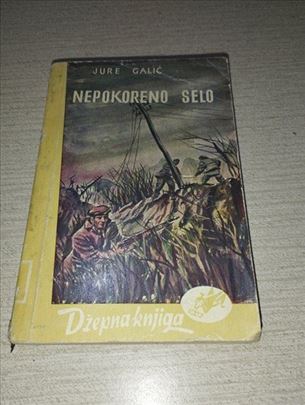 JURE GALIĆ
NEPOKORENO SELO
Džepna knjiga